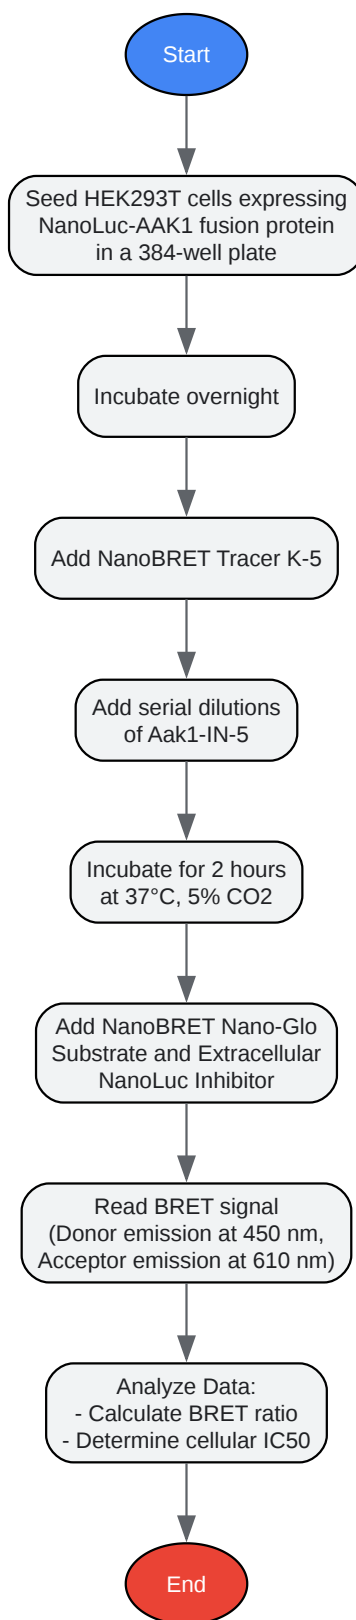 Start
Seed HEK293T cells expressing
NanoLuc-AAK1 fusion protein
in a 384-well plate
Incubate overnight
Add NanoBRET Tracer K-5
Add serial dilutions
of Aak1-IN-5
Incubate for 2 hours
at 37°C, 5% CO2
Add NanoBRET Nano-Glo
Substrate and Extracellular
NanoLuc Inhibitor
Read BRET signal
(Donor emission at 450 nm,
Acceptor emission at 610 nm)
Analyze Data:
- Calculate BRET ratio
- Determine cellular IC50
End